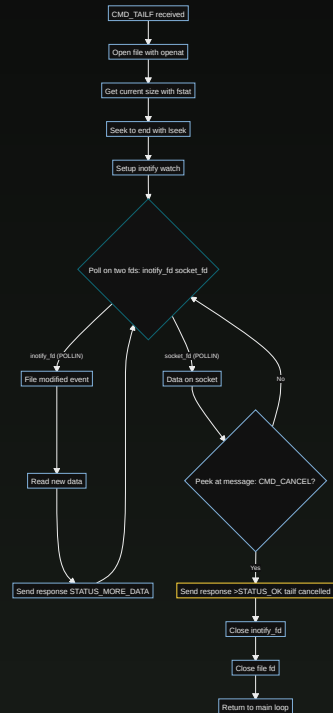 CMD_TAILF received
Open file with openat
Get current size with fstat
Seek to end with lseek
Setup inotify watch
Poll on two fds: inotify_fd socket_fd
inotify_fd (POLLIN)
socket_fd (POLLIN)
File modified event
Data on socket
No
Read new data
Peek at message: CMD_CANCEL?
Yes
Send response STATUS_MORE_DATA
Send response >STATUS_OK tailf cancelled
Close inotify_fd
Close file fd
Return to main loop